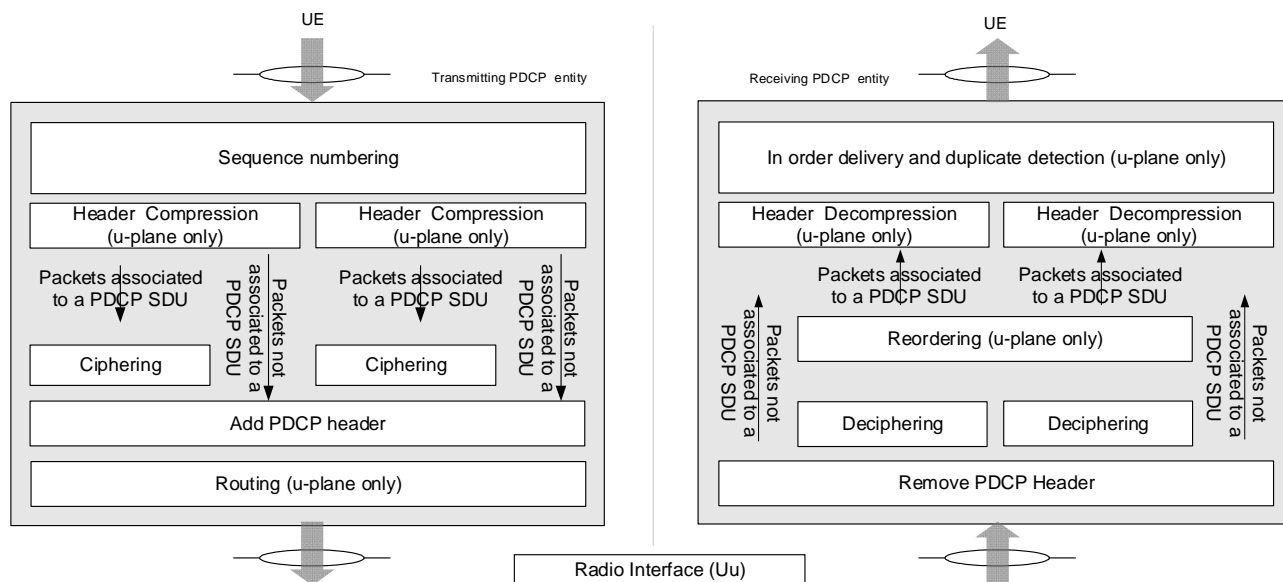 UE
Transmitting PDCP entity
Sequence numbering
Header Compression
(u-plane only)
Header Compression
(u-plane only)
Packets associated
to a PDCP SDU
Packets not
associated to a
PDCP SDU
Packets associated
to a PDCP SDU
Packets not
associated to a
PDCP SDU
Ciphering
Ciphering
Add PDCP header
Routing (u-plane only)
UE
Receiving PDCP entity
In order delivery and duplicate detection (u-plane only)
Header Decompression
(u-plane only)
Header Decompression
(u-plane only)
Packets associated
to a PDCP SDU
Packets associated
to a PDCP SDU
Packets not
associated to a
PDCP SDU
Reordering (u-plane only)
Packets not
associated to a
PDCP SDU
Deciphering
Deciphering
Remove PDCP Header
Radio Interface (Uu)